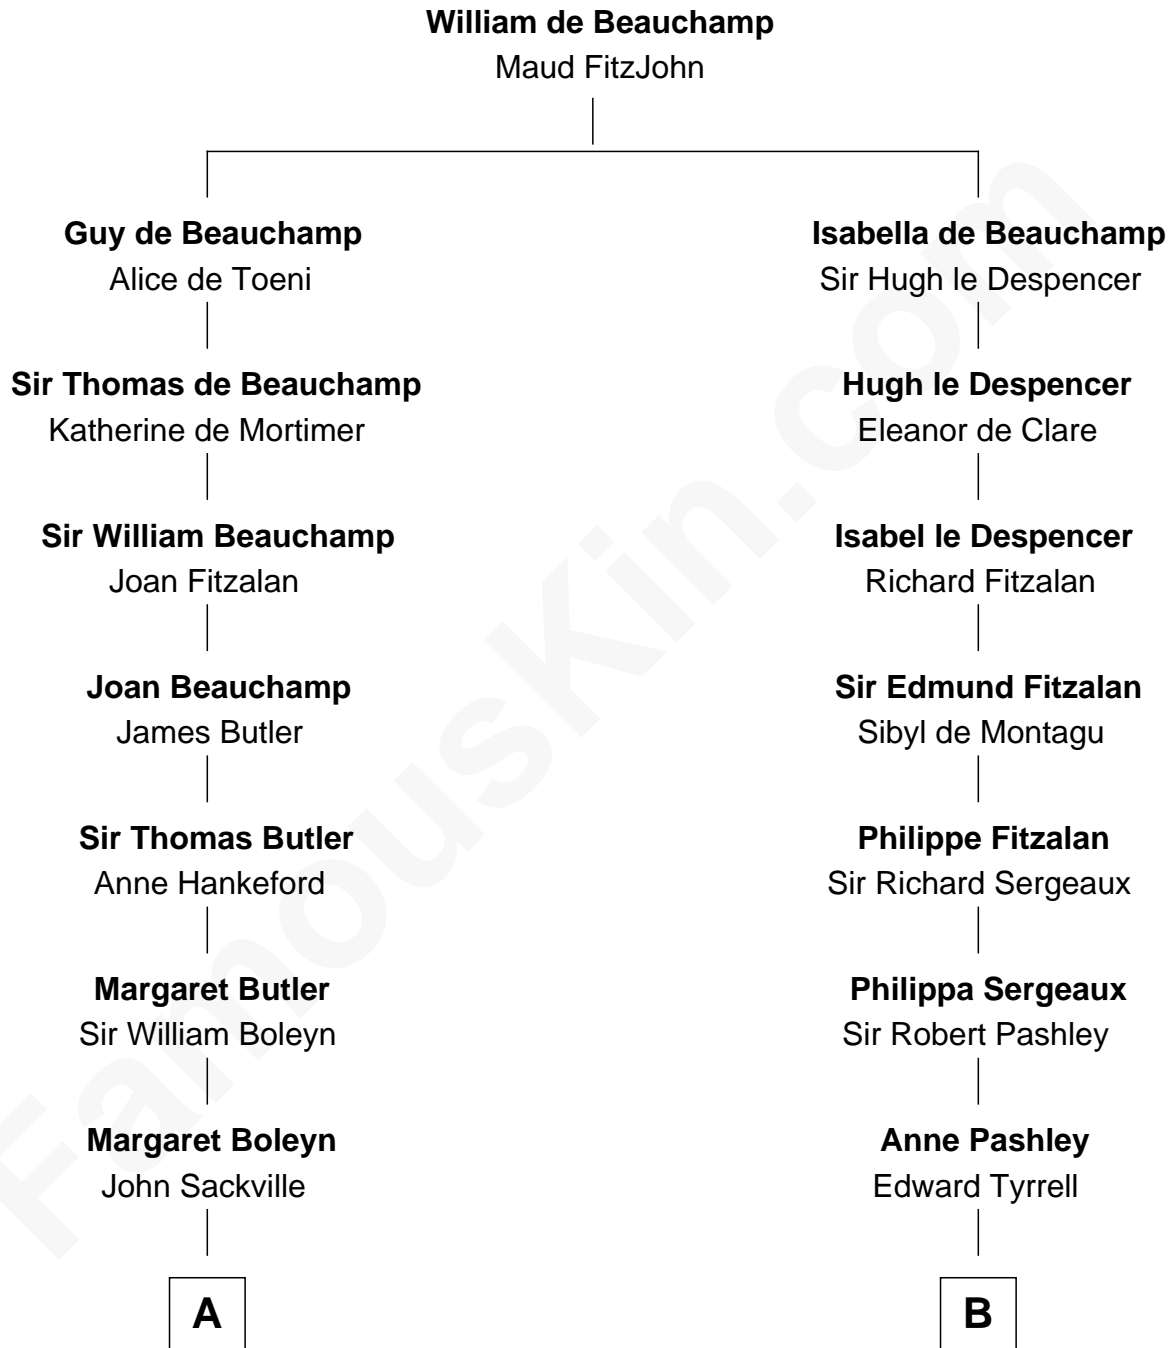 William de Beauchamp
Maud FitzJohn
Guy de Beauchamp
Alice de Toeni
Isabella de Beauchamp
Sir Hugh le Despencer
Sir Thomas de Beauchamp
Katherine de Mortimer
Hugh le Despencer
Eleanor de Clare
Sir William Beauchamp
Joan Fitzalan
Isabel le Despencer
Richard Fitzalan
Joan Beauchamp
James Butler
Sir Edmund Fitzalan
Sibyl de Montagu
Sir Thomas Butler
Anne Hankeford
Philippe Fitzalan
Sir Richard Sergeaux
Margaret Butler
Sir William Boleyn
Philippa Sergeaux
Sir Robert Pashley
Margaret Boleyn
John Sackville
Anne Pashley
Edward Tyrrell
A
B
FamousKin.com